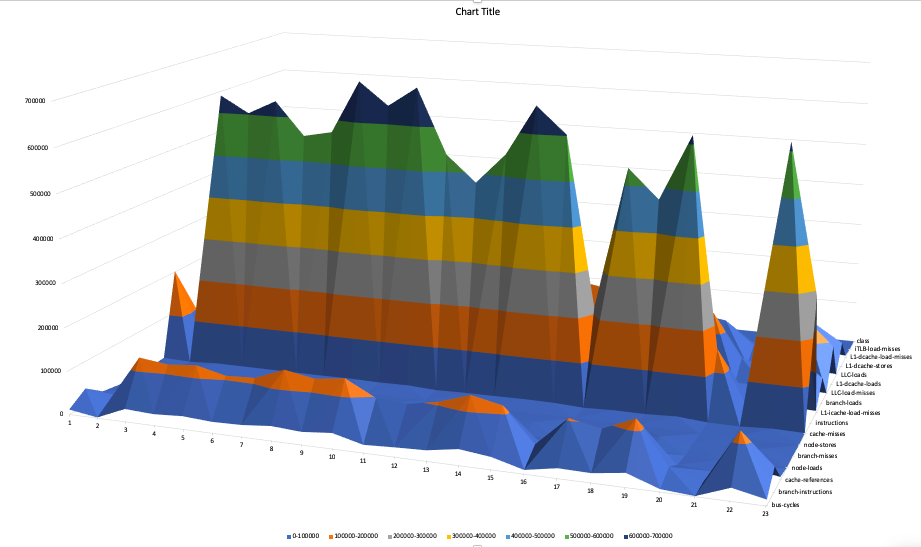 Chart Title
700000
600000
500000
400000
300000
200000
100000
0
1
2
3
4
5
6
7
8
9
10
11
12
13
14
15
16
17
18
19
20
21
22
23
class
iTLB-load-misses
L1-dcache-load-misses
L1-dcache-stores
LLC-loads
L1-dcache-loads
LLC-load-misses
branch-loads
L1-icache-load-misses
instructions
cache-misses
node-stores
branch-misses
node-loads
cache-references
branch-instructions
bus-cycles
0-100000 100000-200000 200000-300000 300000-400000 400000-500000 500000-600000 600000-700000